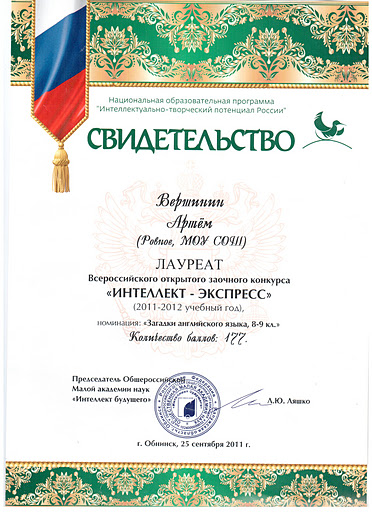 Национальная образовательная программа
"Интеллектуально-творческий потенциал России"
СВИДЕТЕЛЬСТВО
Вершинин
Артём
(Ровное, МОУ СОШ)
ЛАУРЕАТ
Всероссийского открытого заочного конкурса
«ИНТЕЛЛЕКТ - ЭКСПРЕСС»
(2011-2012 учебный год),
номинация: «Загадки английского языка, 8-9 кл.»
Количество баллов: 177.
Председатель Общероссийской
Малой академии наук
«Интеллект будущего»
А.Ю. Ляшко
г. Обнинск, 25 сентября 2011 г.